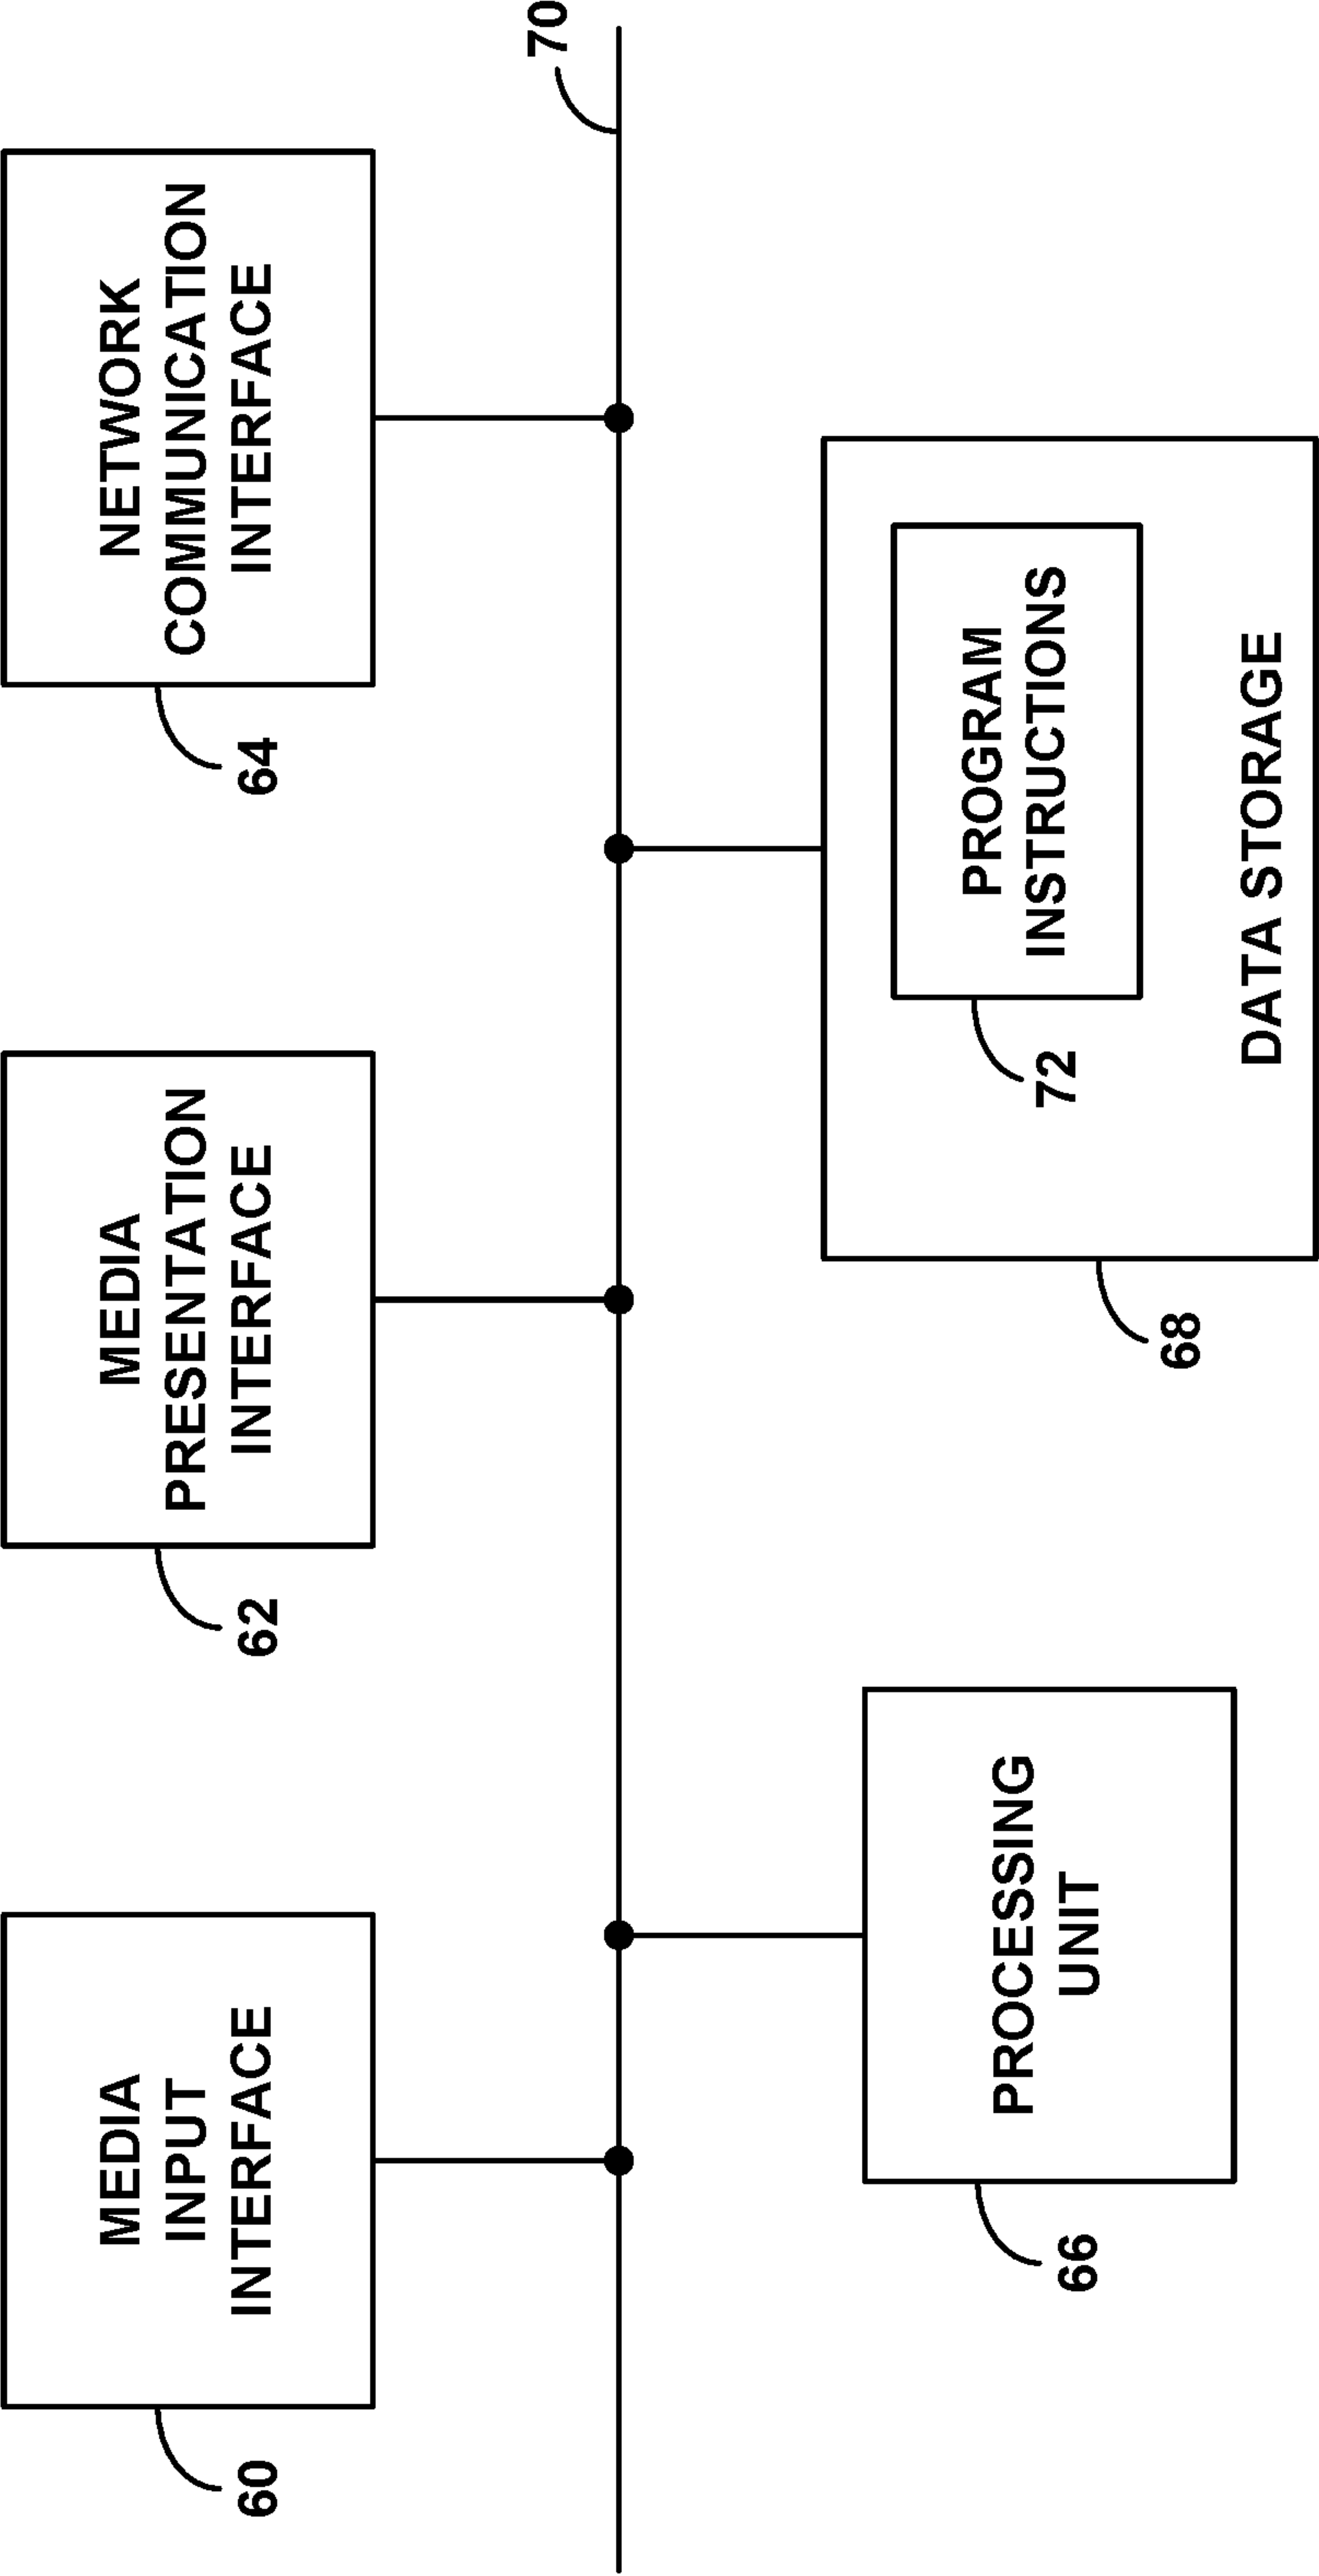 MEDIA
INPUT
INTERFACE
60
MEDIA
PRESENTATION
INTERFACE
62
NETWORK
COMMUNICATION
INTERFACE
64
70
PROCESSING
UNIT
66
PROGRAM
INSTRUCTIONS
72
DATA STORAGE
68